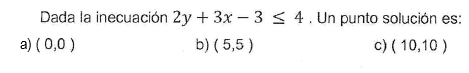 Dada la inecuación 2y + 3x − 3 ≤ 4 . Un punto solución es:
a) ( 0,0 ) b) ( 5,5 ) c) ( 10,10 )